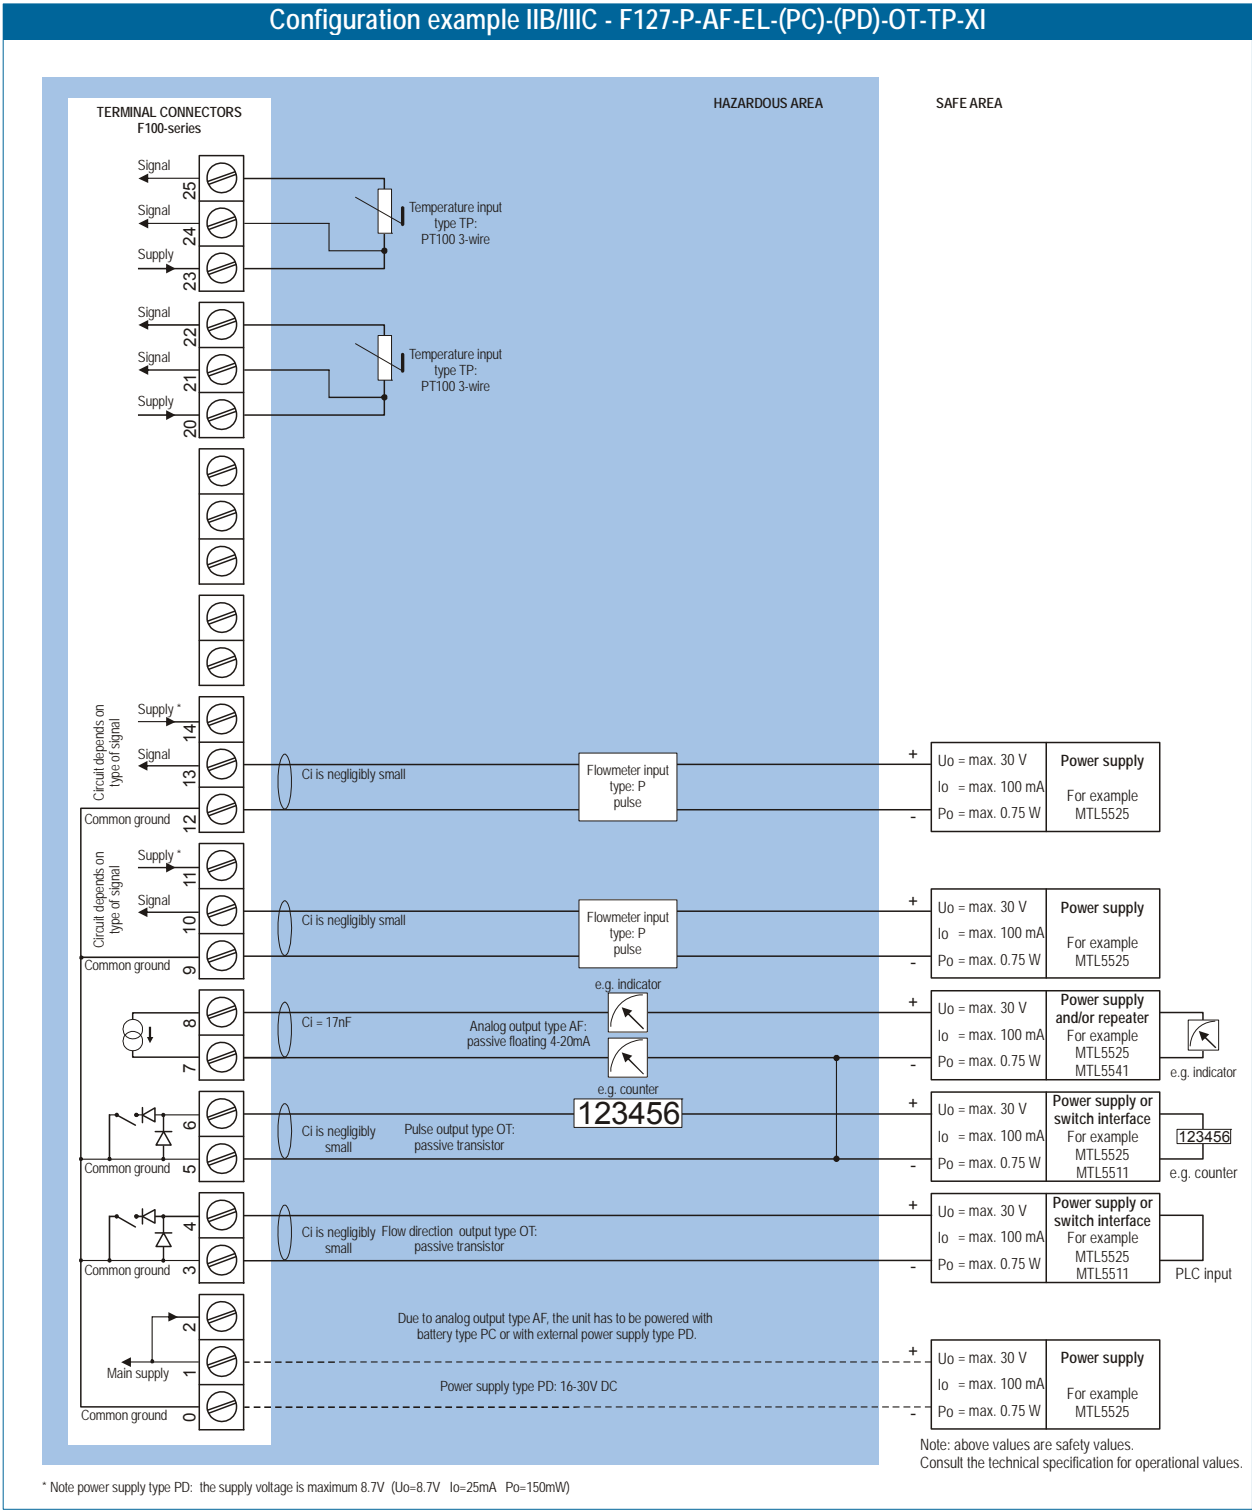 Configuration example IIB/IIIC - F127-P-AF-EL-(PC)-(PD)-OT-TP-XI
HAZARDOUS AREA
SAFE AREA
TERMINAL CONNECTORS
F100-series
Signal
25
Signal
24
Supply
23
Temperature input
type TP:
PT100 3-wire
Signal
22
Signal
21
Supply
20
Temperature input
type TP:
PT100 3-wire
Circuit depends on
type of signal
Supply *
14
Signal
13
Common ground
12
Ci is negligibly small
Flowmeter input
type: P
pulse
+
-
Uo = max. 30 V
Io = max. 100 mA
Po = max. 0.75 W
Power supply
For example
MTL5525
Circuit depends on
type of signal
Supply *
11
Signal
10
Common ground
9
Ci is negligibly small
Flowmeter input
type: P
pulse
+
-
Uo = max. 30 V
Io = max. 100 mA
Po = max. 0.75 W
Power supply
For example
MTL5525
8
7
Ci = 17nF
Analog output type AF:
passive floating 4-20mA
e.g. indicator
+
-
Uo = max. 30 V
Io = max. 100 mA
Po = max. 0.75 W
Power supply
and/or repeater
For example
MTL5525
MTL5541
e.g. indicator
6
Common ground
5
Ci is negligibly
small
Pulse output type OT:
passive transistor
e.g. counter
123456
+
-
Uo = max. 30 V
Io = max. 100 mA
Po = max. 0.75 W
Power supply or
switch interface
For example
MTL5525
MTL5511
123456
e.g. counter
4
Common ground
3
Ci is negligibly
small
Flow direction output type OT:
passive transistor
+
-
Uo = max. 30 V
Io = max. 100 mA
Po = max. 0.75 W
Power supply or
switch interface
For example
MTL5525
MTL5511
PLC input
2
Main supply
1
Common ground
0
Due to analog output type AF, the unit has to be powered with
battery type PC or with external power supply type PD.
Power supply type PD: 16-30V DC
+
-
Uo = max. 30 V
Io = max. 100 mA
Po = max. 0.75 W
Power supply
For example
MTL5525
Note: above values are safety values.
Consult the technical specification for operational values.
* Note power supply type PD: the supply voltage is maximum 8.7V (Uo=8.7V Io=25mA Po=150mW)